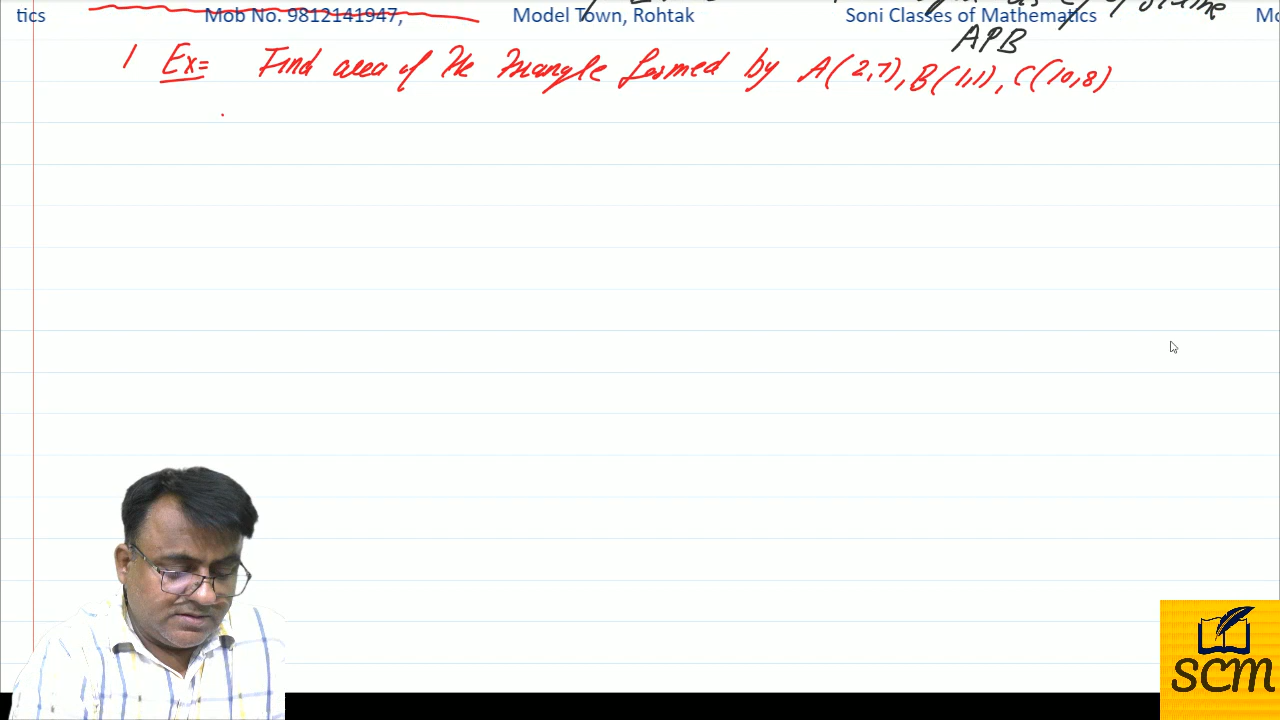 tics Mob No. 9812141947, Model Town, Rohtak Soni Classes of Mathematics Mo
APB
1 Ex= Find area of the triangle formed by A(2,7), B(1,1), C(10,8)
SCM